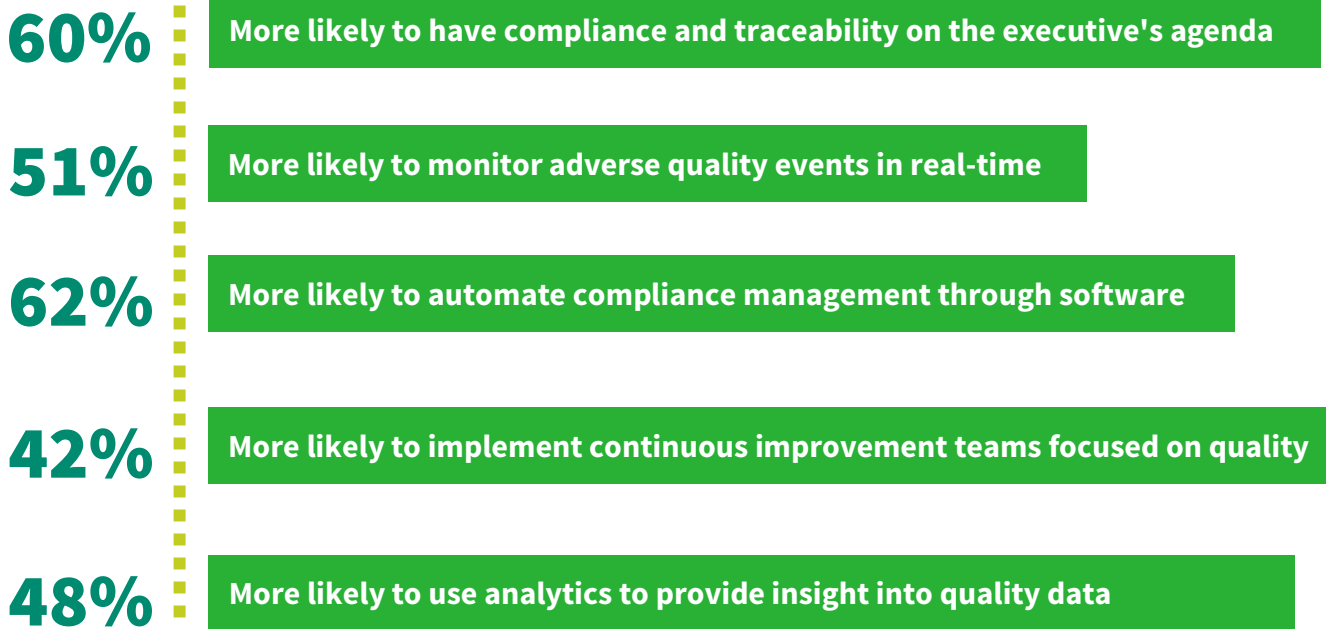 60%
More likely to have compliance and traceability on the executive's agenda
51%
More likely to monitor adverse quality events in real-time
62%
More likely to automate compliance management through software
42%
More likely to implement continuous improvement teams focused on quality
48%
More likely to use analytics to provide insight into quality data